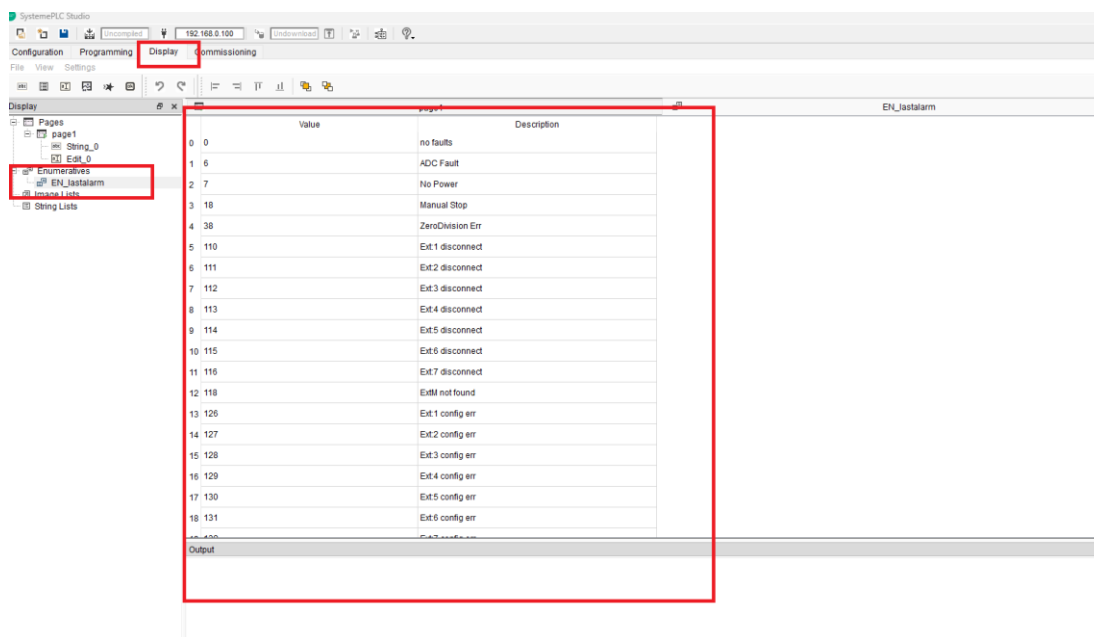 SystemePLC Studio
Uncompiled 192.168.0.100 Undownload
Configuration Programming Display Commissioning
File View Settings
Display
Pages
page1
String_0
Edit_0
Enumeratives
EN_lastalarm
Image Lists
String Lists
page1 EN_lastalarm
Value Description
0 0 no faults
1 6 ADC Fault
2 7 No Power
3 18 Manual Stop
4 38 ZeroDivision Err
5 110 Ext:1 disconnect
6 111 Ext:2 disconnect
7 112 Ext:3 disconnect
8 113 Ext:4 disconnect
9 114 Ext:5 disconnect
10 115 Ext:6 disconnect
11 116 Ext:7 disconnect
12 118 ExtM not found
13 126 Ext:1 config err
14 127 Ext:2 config err
15 128 Ext:3 config err
16 129 Ext:4 config err
17 130 Ext:5 config err
18 131 Ext:6 config err
Output